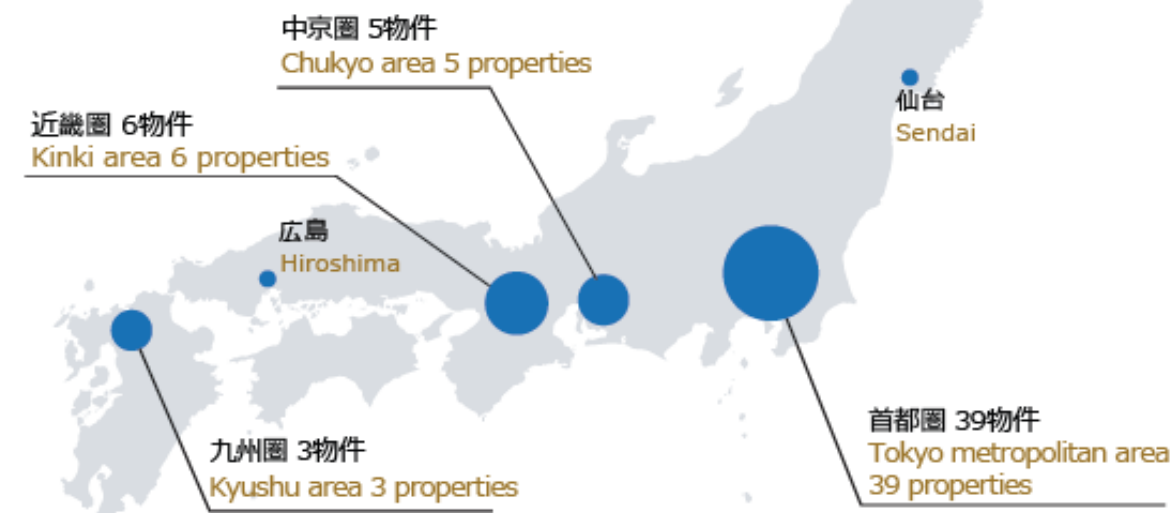 中京圏 5物件
Chukyo area 5 properties
近畿圏 6物件
Kinki area 6 properties
仙台
Sendai
広島
Hiroshima
九州圏 3物件
Kyushu area 3 properties
首都圏 39物件
Tokyo metropolitan area
39 properties